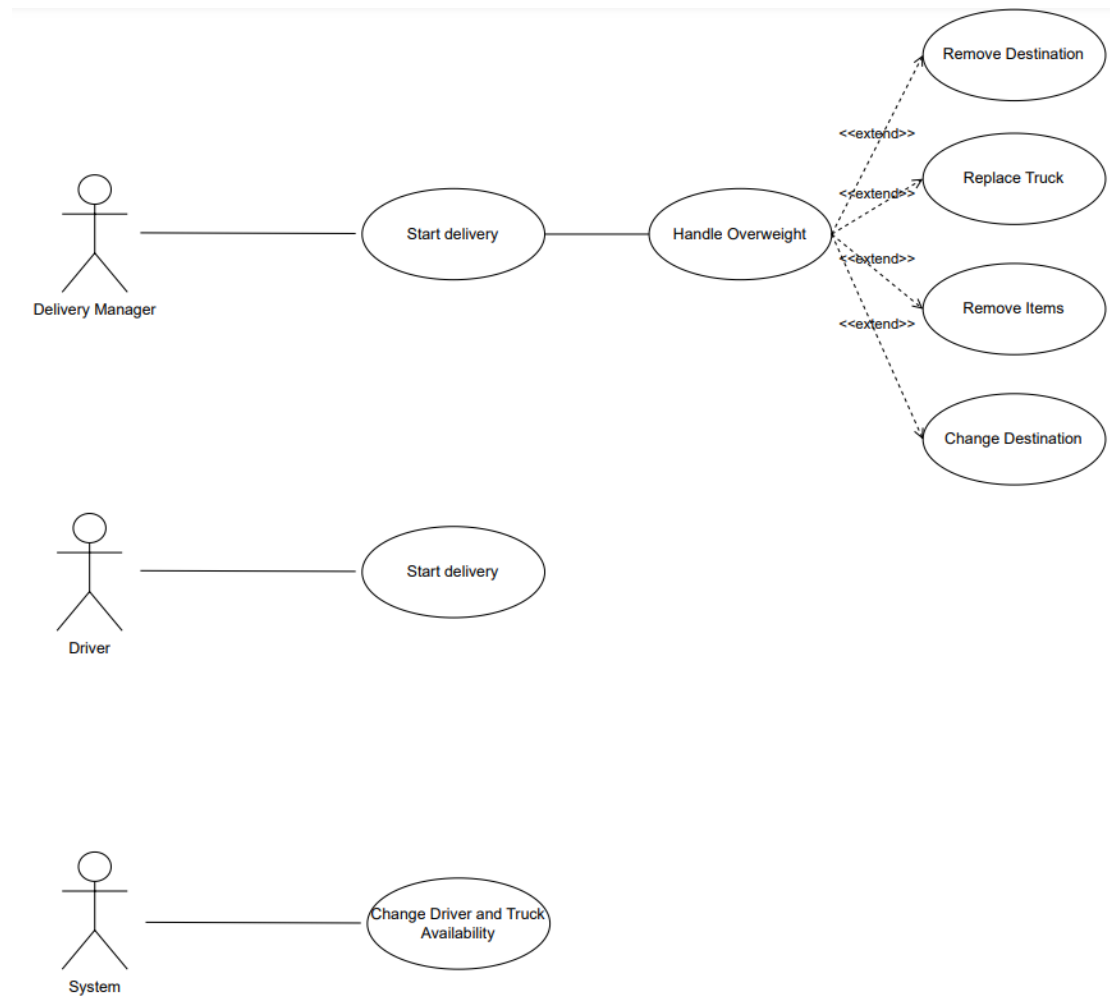 Remove Destination
<<extend>>
Replace Truck
<<extend>>
Start delivery
Handle Overweight
<<extend>>
Delivery Manager
Remove Items
<<extend>>
Change Destination
Start delivery
Driver
Change Driver and Truck
Availability
System